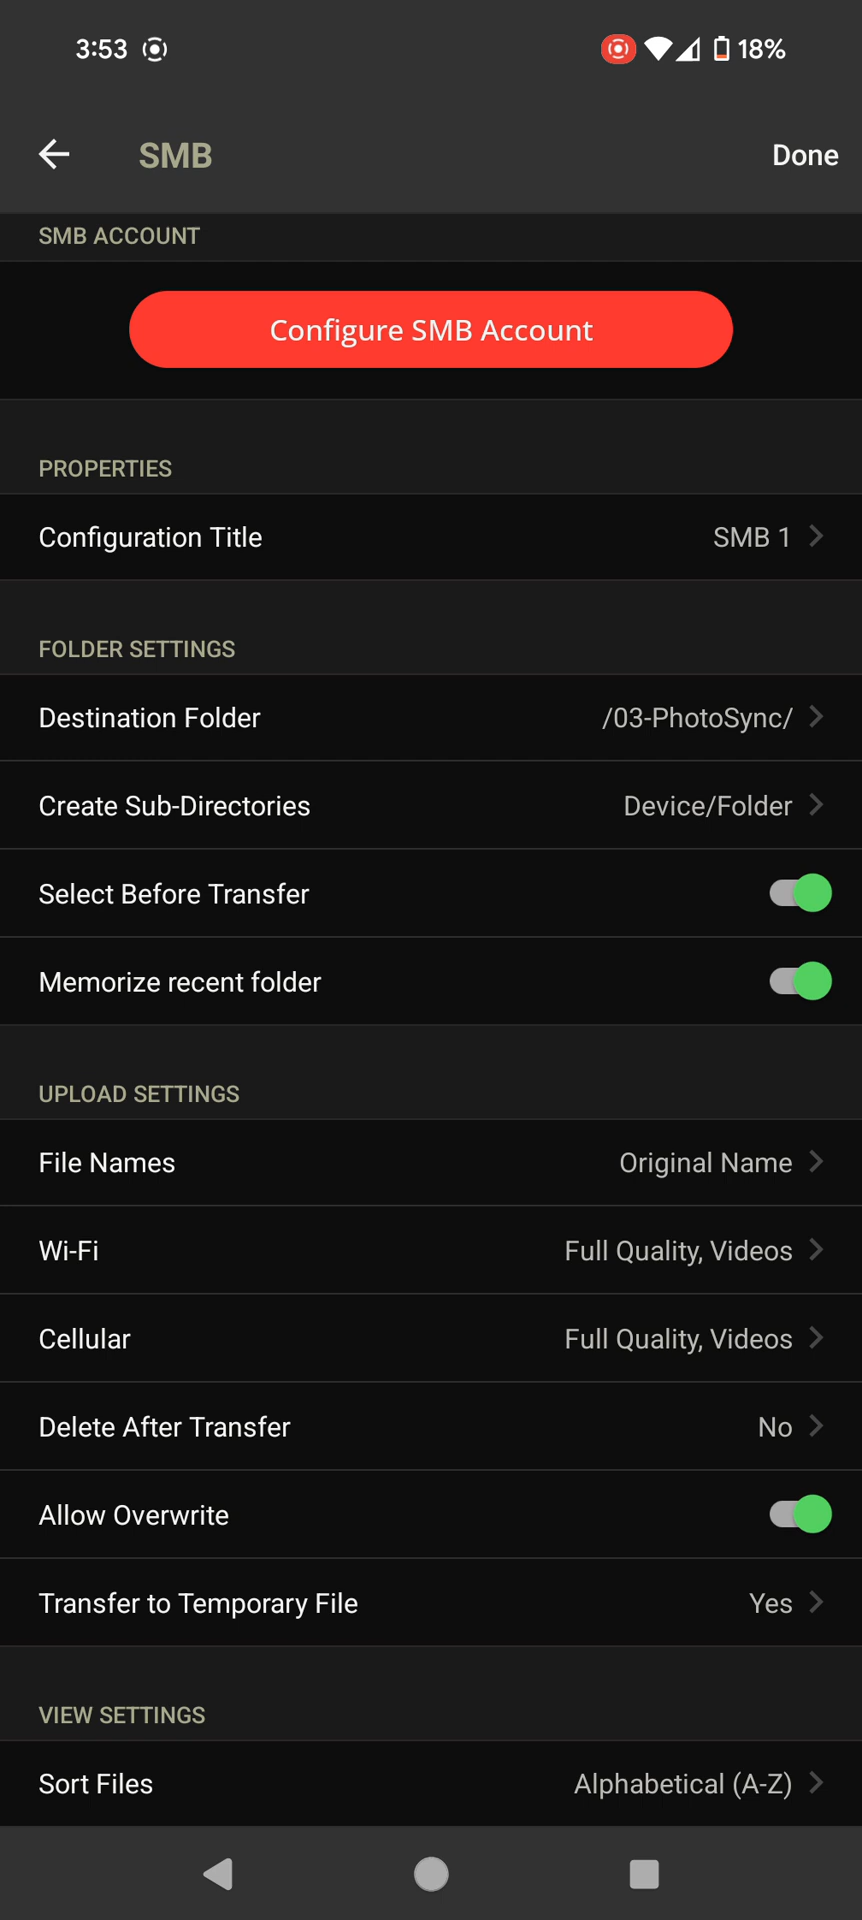 3:53 18%
SMB Done
SMB ACCOUNT
Configure SMB Account
PROPERTIES
Configuration Title SMB 1
FOLDER SETTINGS
Destination Folder /03-PhotoSync/
Create Sub-Directories Device/Folder
Select Before Transfer
Memorize recent folder
UPLOAD SETTINGS
File Names Original Name
Wi-Fi Full Quality, Videos
Cellular Full Quality, Videos
Delete After Transfer No
Allow Overwrite
Transfer to Temporary File Yes
VIEW SETTINGS
Sort Files Alphabetical (A-Z)